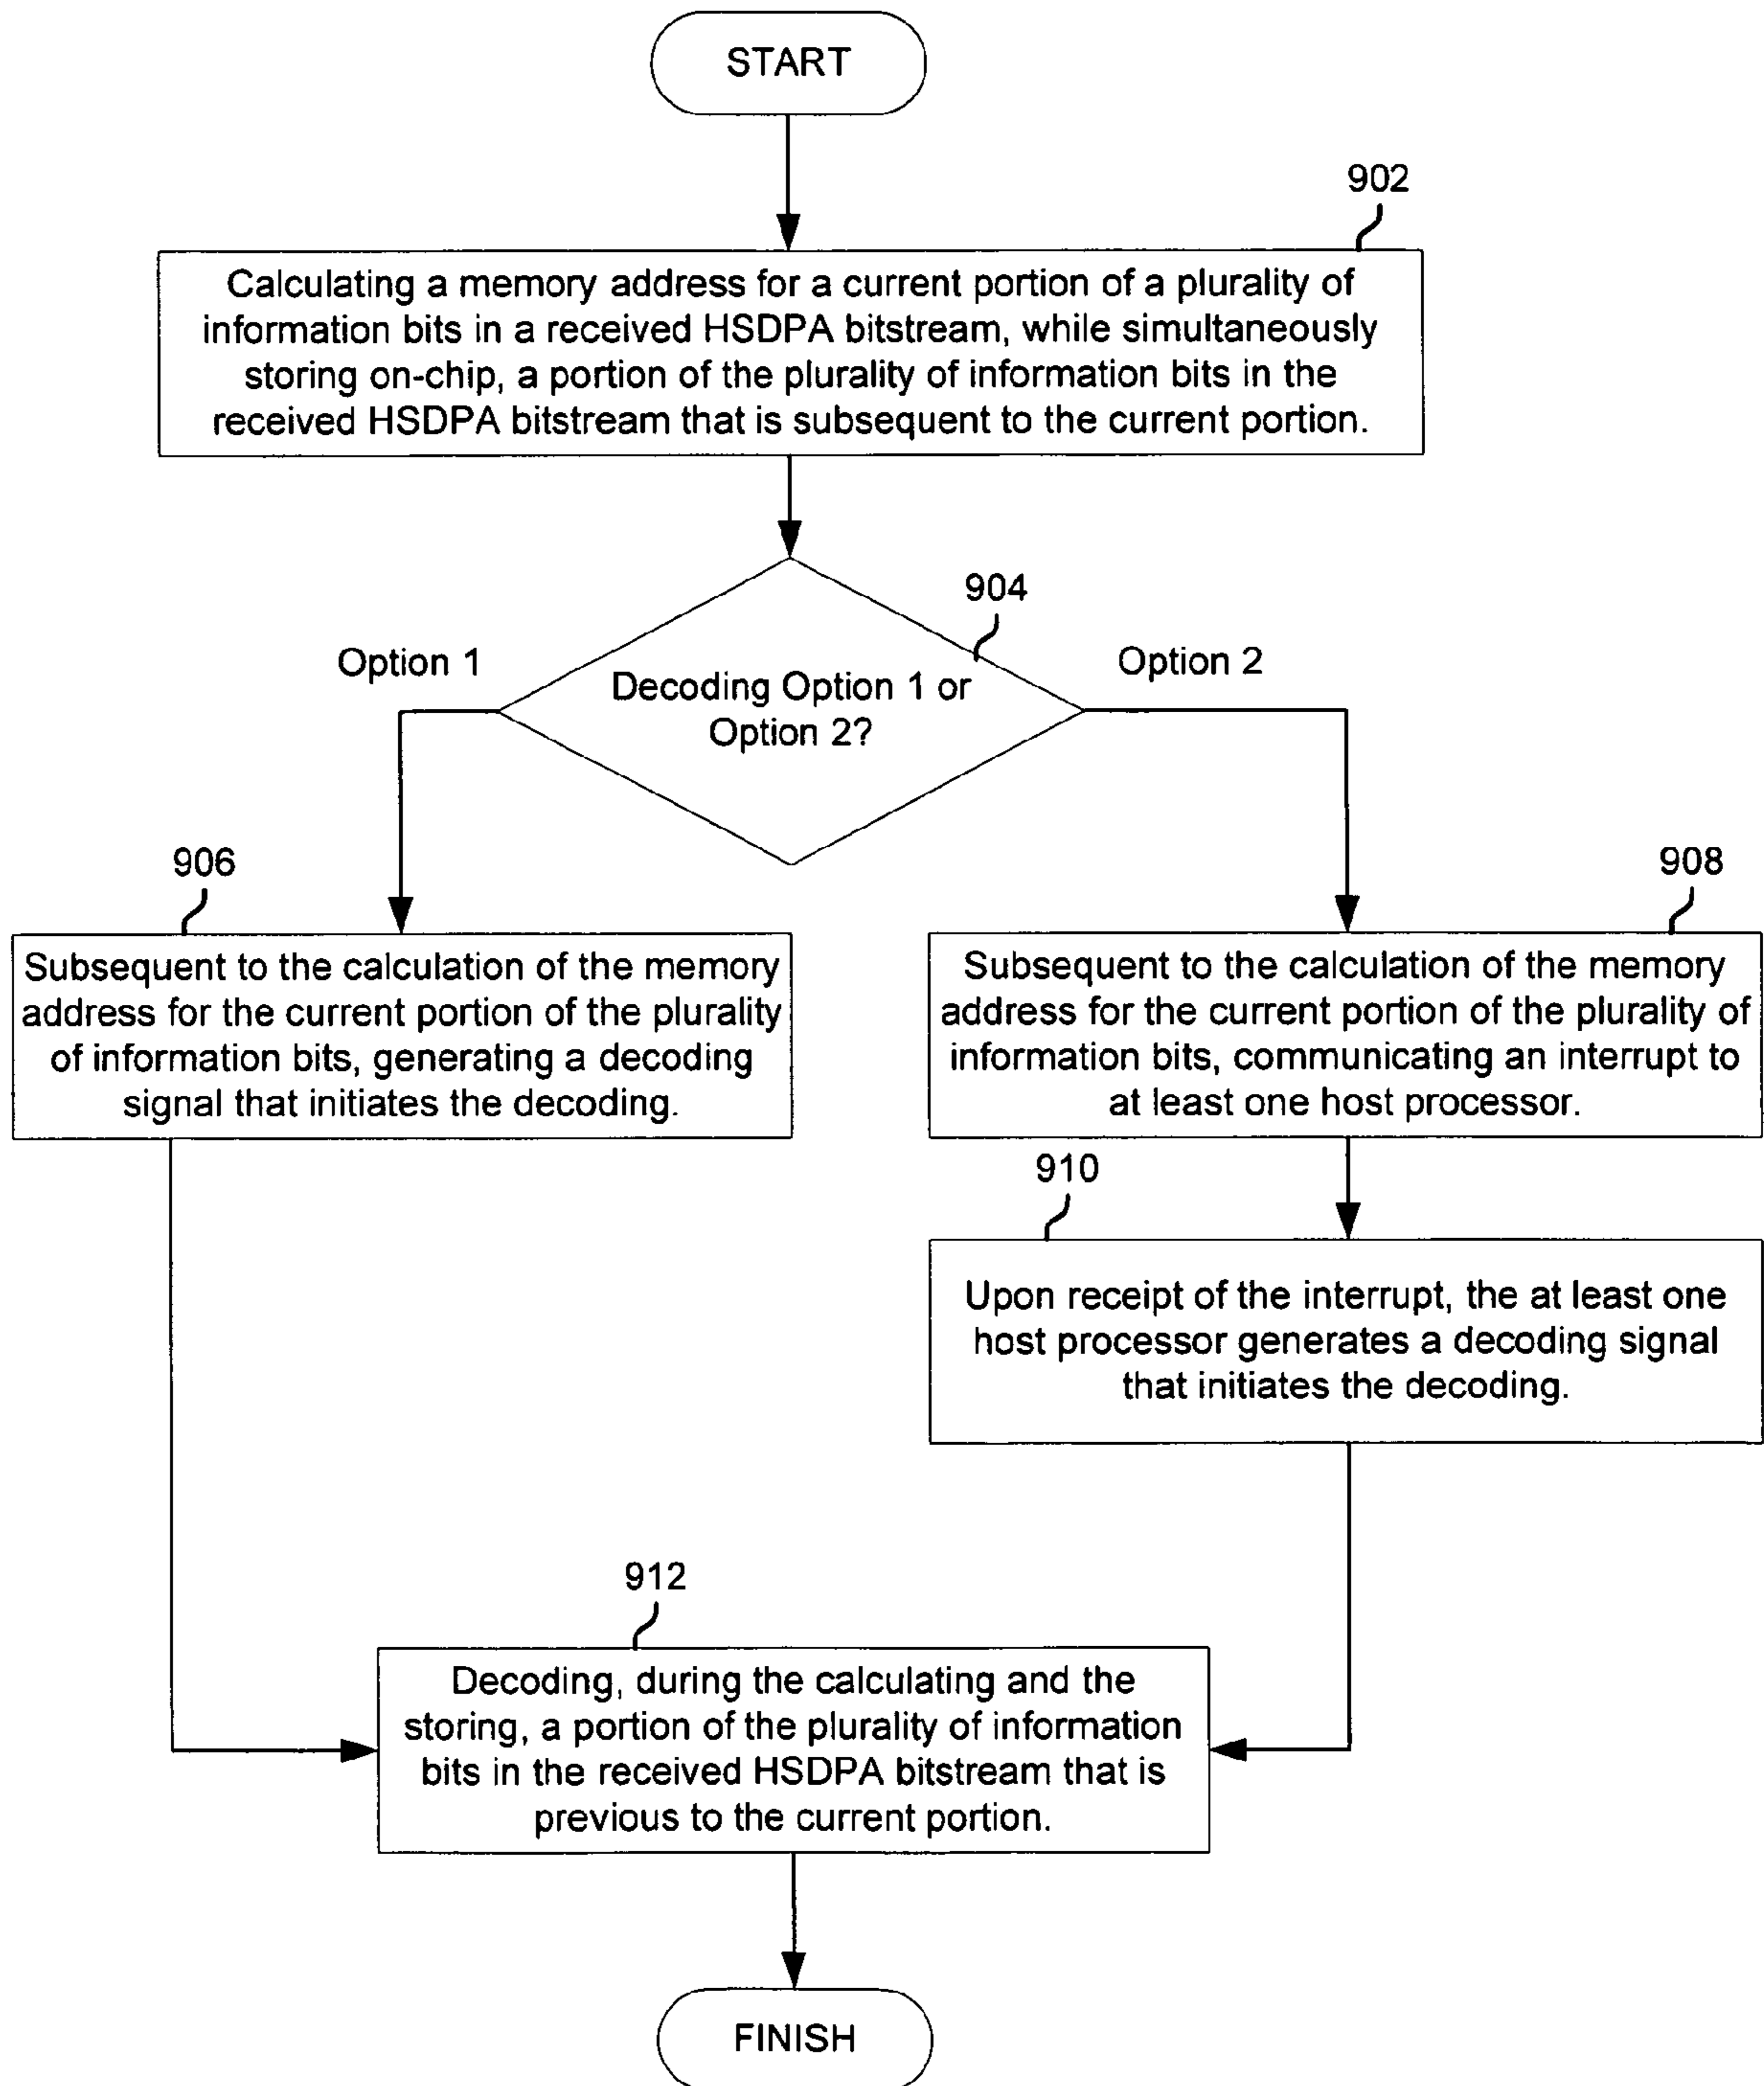 START
902
Calculating a memory address for a current portion of a plurality of
information bits in a received HSDPA bitstream, while simultaneously
storing on-chip, a portion of the plurality of information bits in the
received HSDPA bitstream that is subsequent to the current portion.
904
Option 1
Decoding Option 1 or
Option 2?
Option 2
906
Subsequent to the calculation of the memory
address for the current portion of the plurality
of information bits, generating a decoding
signal that initiates the decoding.
908
Subsequent to the calculation of the memory
address for the current portion of the plurality of
information bits, communicating an interrupt to
at least one host processor.
910
Upon receipt of the interrupt, the at least one
host processor generates a decoding signal
that initiates the decoding.
912
Decoding, during the calculating and the
storing, a portion of the plurality of information
bits in the received HSDPA bitstream that is
previous to the current portion.
FINISH